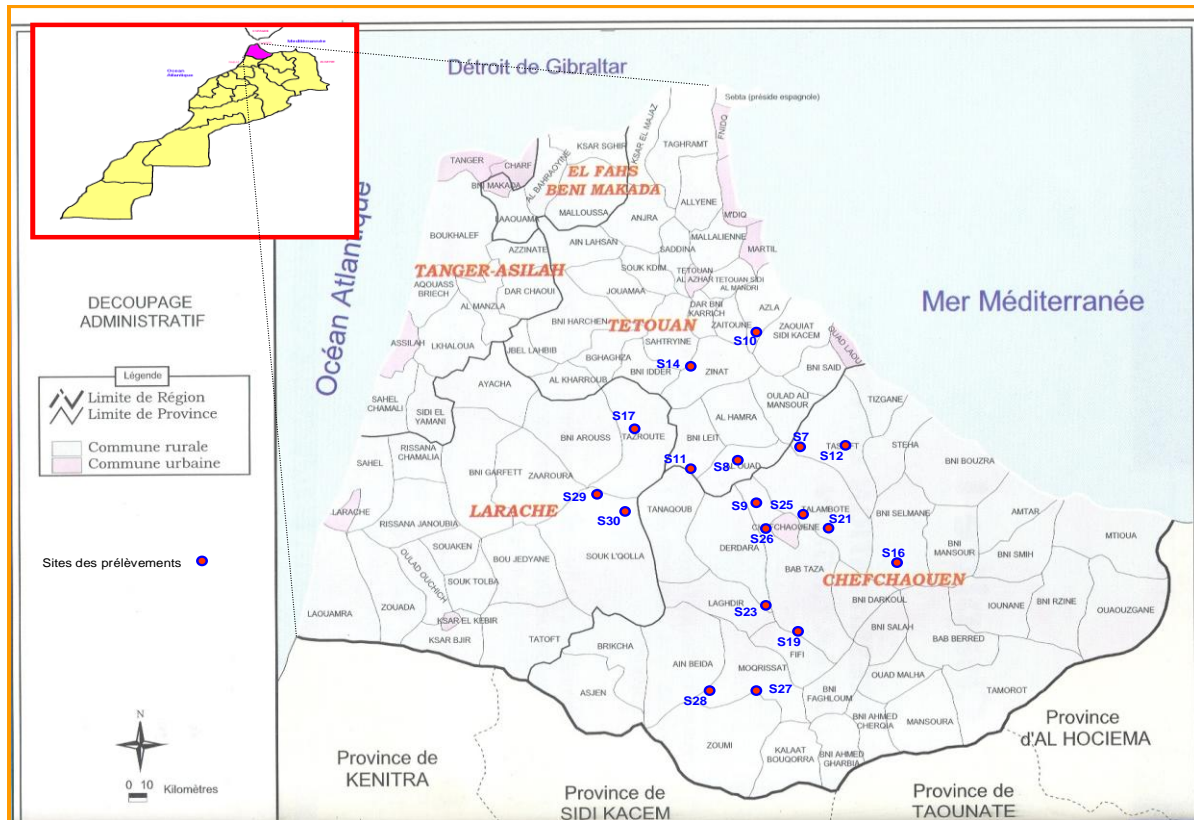 Méditerranée
Océan
Atlantique
Détroit de Gibraltar
Sebta (préside espagnole)
Océan Atlantique
Mer Méditerranée
DECOUPAGE
ADMINISTRATIF
Légende
Limite de Région
Limite de Province
Commune rurale
Commune urbaine
Sites des prélèvements
N
0 10 Kilomètres
KSAR SGHIR
KSAR EL MAJAZ
TAGHRAMT
FNIDQ
TANGER
CHARF
BNI MAKADA
AL BAHRAOYINE
EL FAHS
BENI MAKADA
MALLOUSSA
ANJRA
ALLYENE
M'DIQ
LAAOUAMA
BOUKHALEF
AZZINATE
AIN LAHSAN
SADDINA
MALLALIENNE
MARTIL
TANGER-ASILAH
SOUK KDIM
TETOUAN
AL AZHAR
TETOUAN SIDI
AL MANDRI
AQOUASS
BRIECH
DAR CHAOUI
JOUAMAA
AL MANZLA
DAR BNI
KARRICH
AZLA
BNI HARCHEN
TETOUAN
ZAITOUNE
ZAOUIAT
SIDI KACEM
OUAD LAOU
S10
ASSILAH
LKHALOUA
JBEL LAHBIB
SAHTRYINE
BGHAGHZA
S14
BNI IDDER
ZINAT
BNI SAID
AYACHA
AL KHARROUB
OULAD ALI
MANSOUR
TIZGANE
SAHEL
CHAMALI
SIDI EL
YAMANI
S17
AL HAMRA
BNI AROUSS
TAZROUTE
BNI LEIT
S7
S12
STEHA
RISSANA
CHAMALIA
SAHEL
BNI GARFETT
ZAAROURA
S11
S8
BNI BOUZRA
S29
LARACHE
LARACHE
S30
TANAQOUB
S9
S25
TALAMBOTE
S21
BNI SELMANE
AMTAR
RISSANA JANOUBIA
S26
MTIOUA
SOUAKEN
BOU JEDYANE
SOUK L'QOLLA
DERDARA
BNI
MANSOUR
BNI SMIH
S16
OULAD OUCHICH
SOUK TOLBA
BAB TAZA
CHEFCHAOUEN
LAOUAMRA
ZOUADA
LAGHDIR
S23
BNI DARKOUL
IOUNANE
BNI RZINE
OUAOUZGANE
KSAR EL KEBIR
KSAR BJIR
TATOFT
BRIKCHA
S19
FIFI
BNI SALAH
BAB BERRED
AIN BEIDA
MOQRISSAT
OUAD MALHA
ASJEN
S28
S27
BNI
FAGHLOUM
TAMOROT
BNI AHMED
CHERQIA
MANSOURA
ZOUMI
KALAAT
BOUQORRA
BNI AHMED
GHARBIA
Province
d'AL HOCIEMA
Province de
KENITRA
Province de
SIDI KACEM
Province de
TAOUNATE